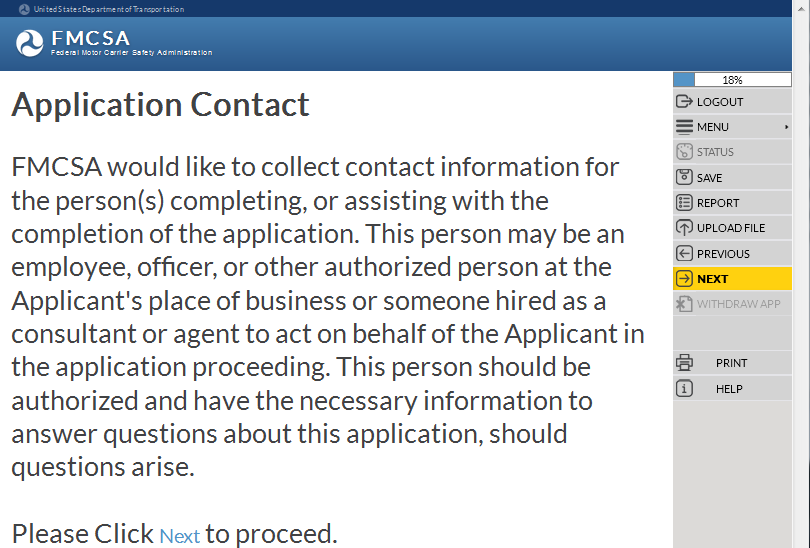 United States Department of Transportation
FMCSA
Federal Motor Carrier Safety Administration
Application Contact
FMCSA would like to collect contact information for
the person(s) completing, or assisting with the
completion of the application. This person may be an
employee, officer, or other authorized person at the
Applicant's place of business or someone hired as a
consultant or agent to act on behalf of the Applicant in
the application proceeding. This person should be
authorized and have the necessary information to
answer questions about this application, should
questions arise.
Please Click Next to proceed.
18%
LOGOUT
MENU
STATUS
SAVE
REPORT
UPLOAD FILE
PREVIOUS
NEXT
WITHDRAW APP
PRINT
HELP